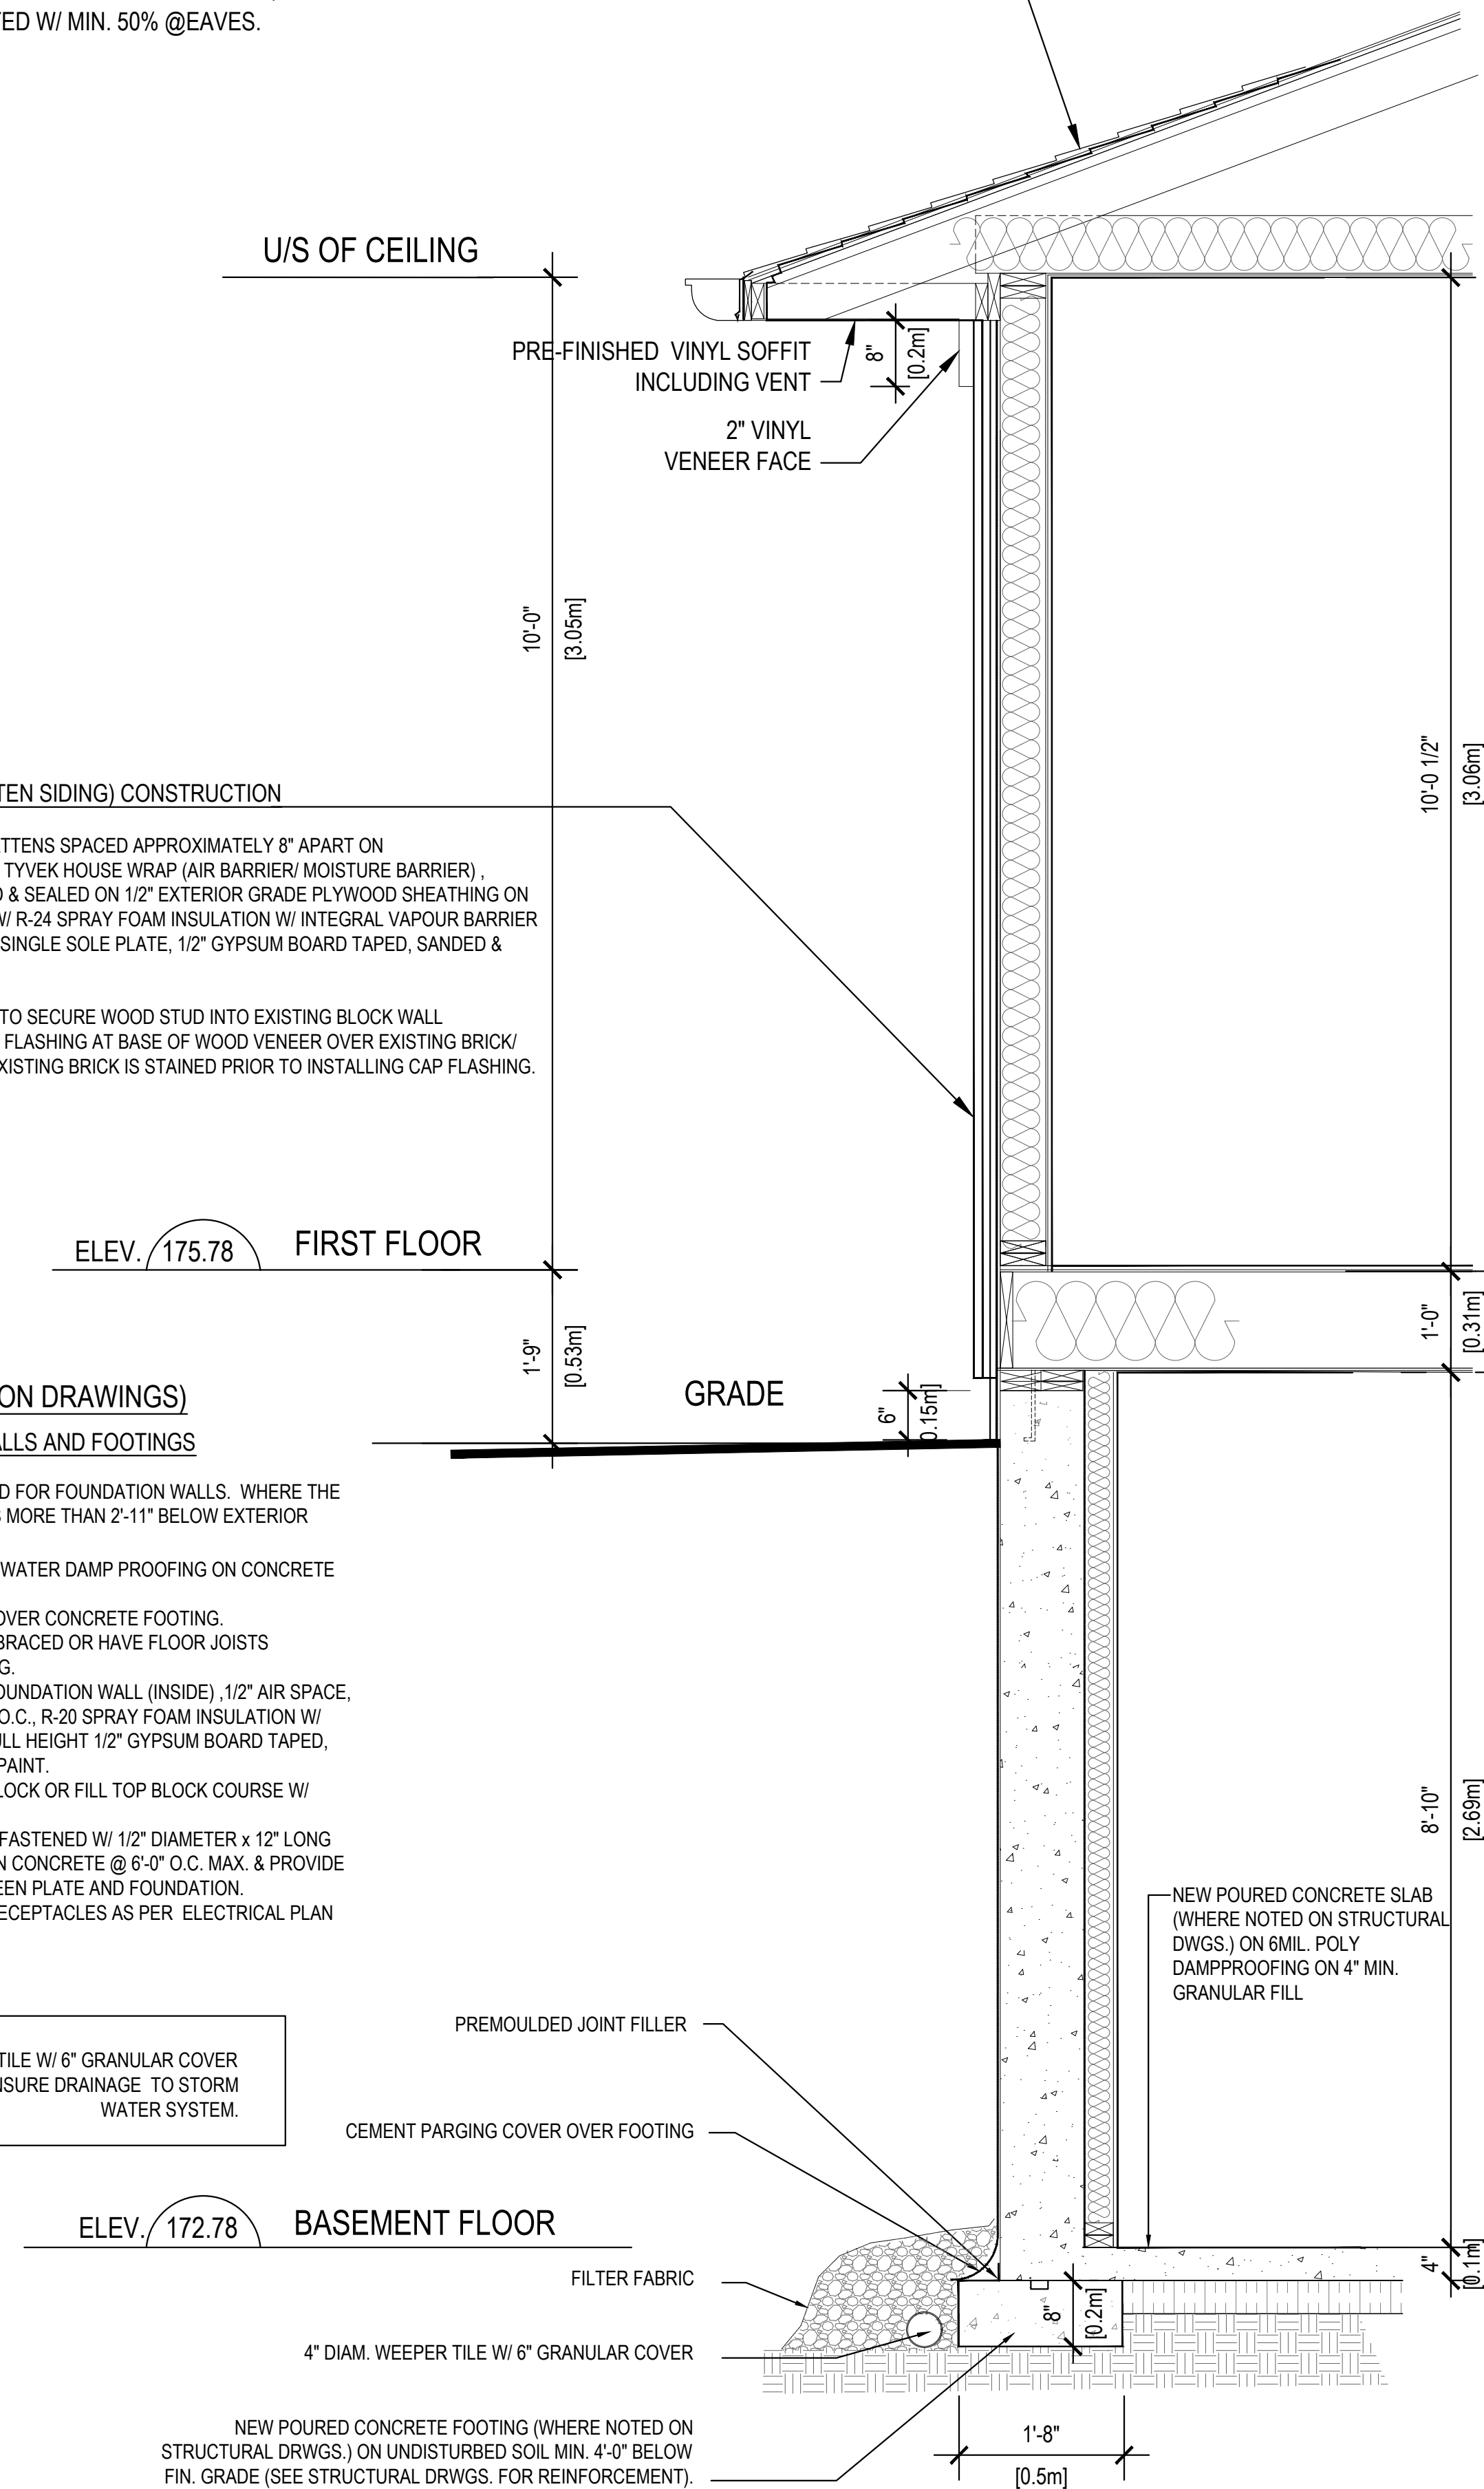 ED W/ MIN. 50% @EAVES.
U/S OF CEILING
PRE-FINISHED VINYL SOFFIT
INCLUDING VENT
8"
[0.2m]
2" VINYL
VENEER FACE
10'-0"
[3.05m]
10'-0 1/2"
[3.06m]
TEN SIDING) CONSTRUCTION
TTENS SPACED APPROXIMATELY 8" APART ON
TYVEK HOUSE WRAP (AIR BARRIER/ MOISTURE BARRIER) ,
& SEALED ON 1/2" EXTERIOR GRADE PLYWOOD SHEATHING ON
W/ R-24 SPRAY FOAM INSULATION W/ INTEGRAL VAPOUR BARRIER
SINGLE SOLE PLATE, 1/2" GYPSUM BOARD TAPED, SANDED &
TO SECURE WOOD STUD INTO EXISTING BLOCK WALL
FLASHING AT BASE OF WOOD VENEER OVER EXISTING BRICK/
XISTING BRICK IS STAINED PRIOR TO INSTALLING CAP FLASHING.
ELEV. 175.78 FIRST FLOOR
1'-9"
[0.53m]
1'-0"
[0.31m]
GRADE
6"
0.15m]
ON DRAWINGS)
ALLS AND FOOTINGS
D FOR FOUNDATION WALLS. WHERE THE
S MORE THAN 2'-11" BELOW EXTERIOR
WATER DAMP PROOFING ON CONCRETE
OVER CONCRETE FOOTING.
BRACED OR HAVE FLOOR JOISTS
G.
OUNDATION WALL (INSIDE) ,1/2" AIR SPACE,
O.C., R-20 SPRAY FOAM INSULATION W/
ULL HEIGHT 1/2" GYPSUM BOARD TAPED,
PAINT.
LOCK OR FILL TOP BLOCK COURSE W/
FASTENED W/ 1/2" DIAMETER x 12" LONG
N CONCRETE @ 6'-0" O.C. MAX. & PROVIDE
EEN PLATE AND FOUNDATION.
ECEPTACLES AS PER ELECTRICAL PLAN
8'-10"
[2.69m]
NEW POURED CONCRETE SLAB
(WHERE NOTED ON STRUCTURAL
DWGS.) ON 6MIL. POLY
DAMPPROOFING ON 4" MIN.
GRANULAR FILL
TILE W/ 6" GRANULAR COVER
NSURE DRAINAGE TO STORM
WATER SYSTEM.
PREMOULDED JOINT FILLER
CEMENT PARGING COVER OVER FOOTING
ELEV. 172.78 BASEMENT FLOOR
4"
[0.1m]
FILTER FABRIC
8"
[0.2m]
4" DIAM. WEEPER TILE W/ 6" GRANULAR COVER
NEW POURED CONCRETE FOOTING (WHERE NOTED ON
STRUCTURAL DRWGS.) ON UNDISTURBED SOIL MIN. 4'-0" BELOW
FIN. GRADE (SEE STRUCTURAL DRWGS. FOR REINFORCEMENT).
1'-8"
[0.5m]